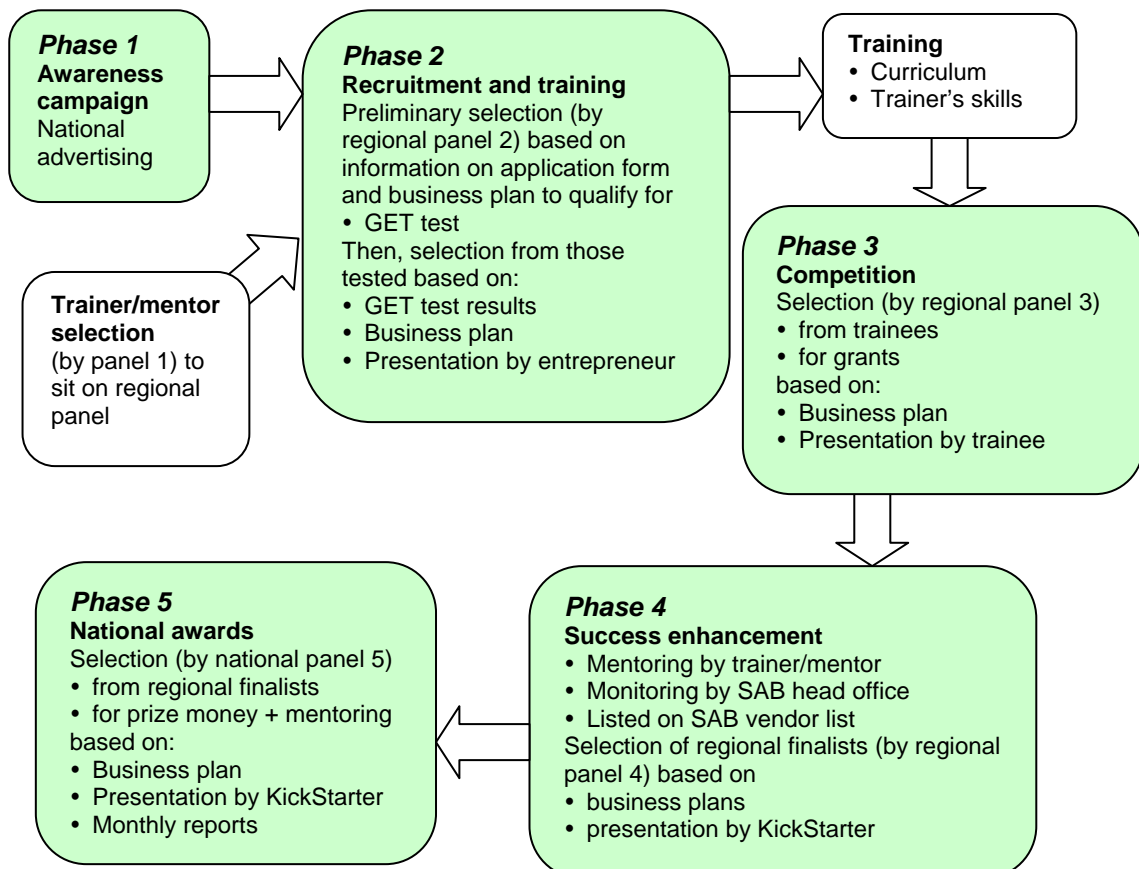 Phase 1
Awareness
campaign
National
advertising
Trainer/mentor
selection
(by panel 1) to
sit on regional
panel
Phase 2
Recruitment and training
Preliminary selection (by
regional panel 2) based on
information on application form
and business plan to qualify for
• GET test
Then, selection from those
tested based on:
• GET test results
• Business plan
• Presentation by entrepreneur
Training
• Curriculum
• Trainer’s skills
Phase 3
Competition
Selection (by regional panel 3)
• from trainees
• for grants
based on:
• Business plan
• Presentation by trainee
Phase 4
Success enhancement
• Mentoring by trainer/mentor
• Monitoring by SAB head office
• Listed on SAB vendor list
Selection of regional finalists (by regional
panel 4) based on
• business plans
• presentation by KickStarter
Phase 5
National awards
Selection (by national panel 5)
• from regional finalists
• for prize money + mentoring
based on:
• Business plan
• Presentation by KickStarter
• Monthly reports